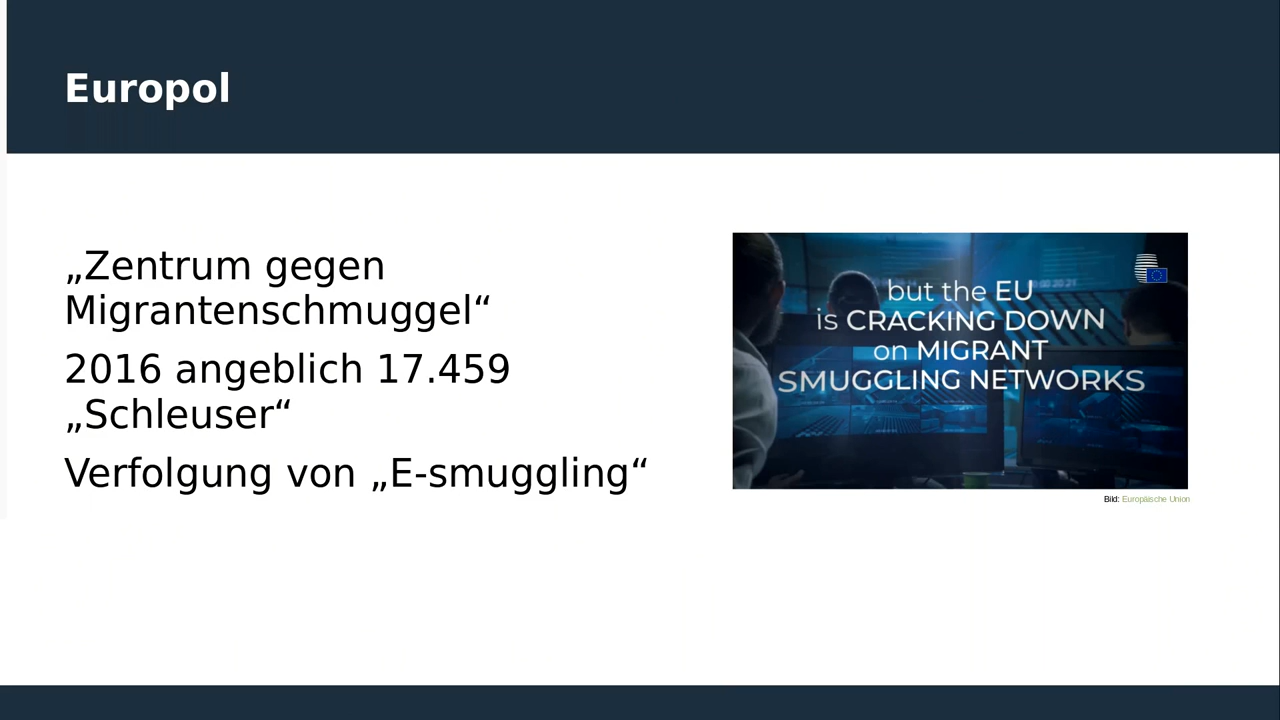 Europol
„Zentrum gegen
Migrantenschmuggel“
2016 angeblich 17.459
„Schleuser“
Verfolgung von „E-smuggling“
but the EU
is CRACKING DOWN
on MIGRANT
SMUGGLING NETWORKS
Bild: Europäische Union